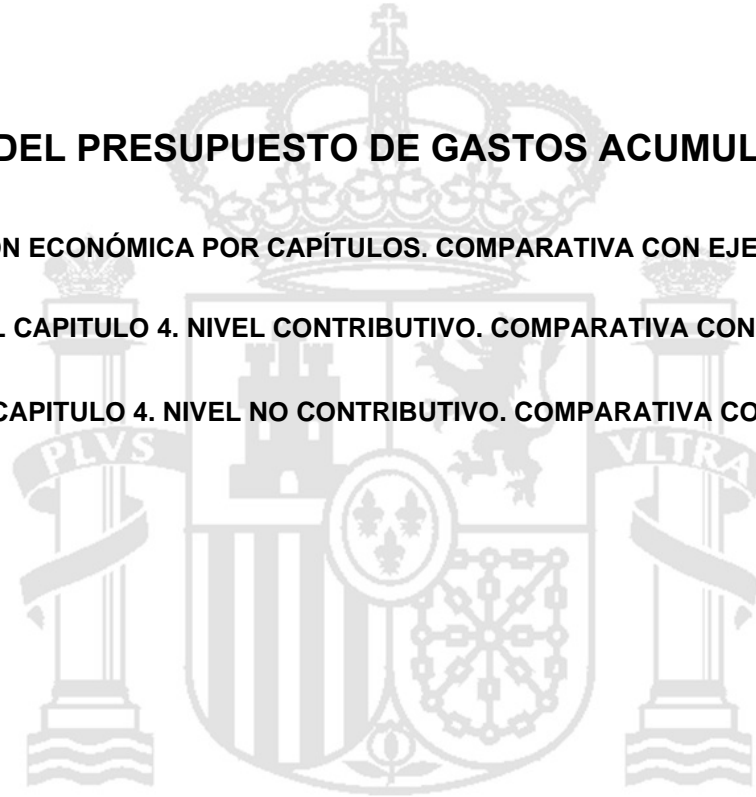 DEL PRESUPUESTO DE GASTOS ACUMUL
ÓN ECONÓMICA POR CAPÍTULOS. COMPARATIVA CON EJE
L CAPITULO 4. NIVEL CONTRIBUTIVO. COMPARATIVA CON
CAPITULO 4. NIVEL NO CONTRIBUTIVO. COMPARATIVA CO
PLVS VLTRA